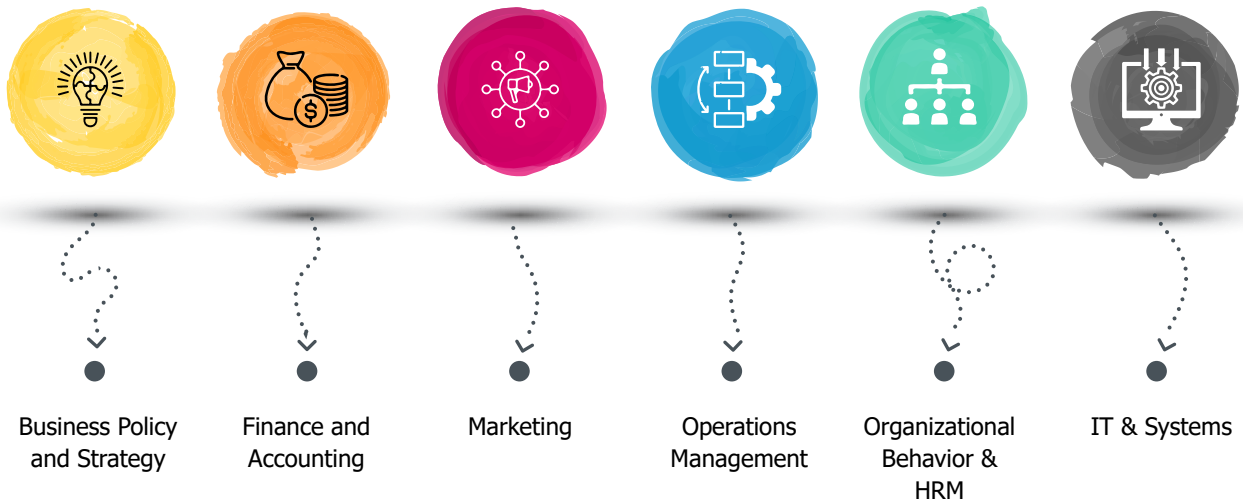 $
Business Policy
and Strategy
Finance and
Accounting
Marketing
Operations
Management
Organizational
Behavior &
HRM
IT & Systems